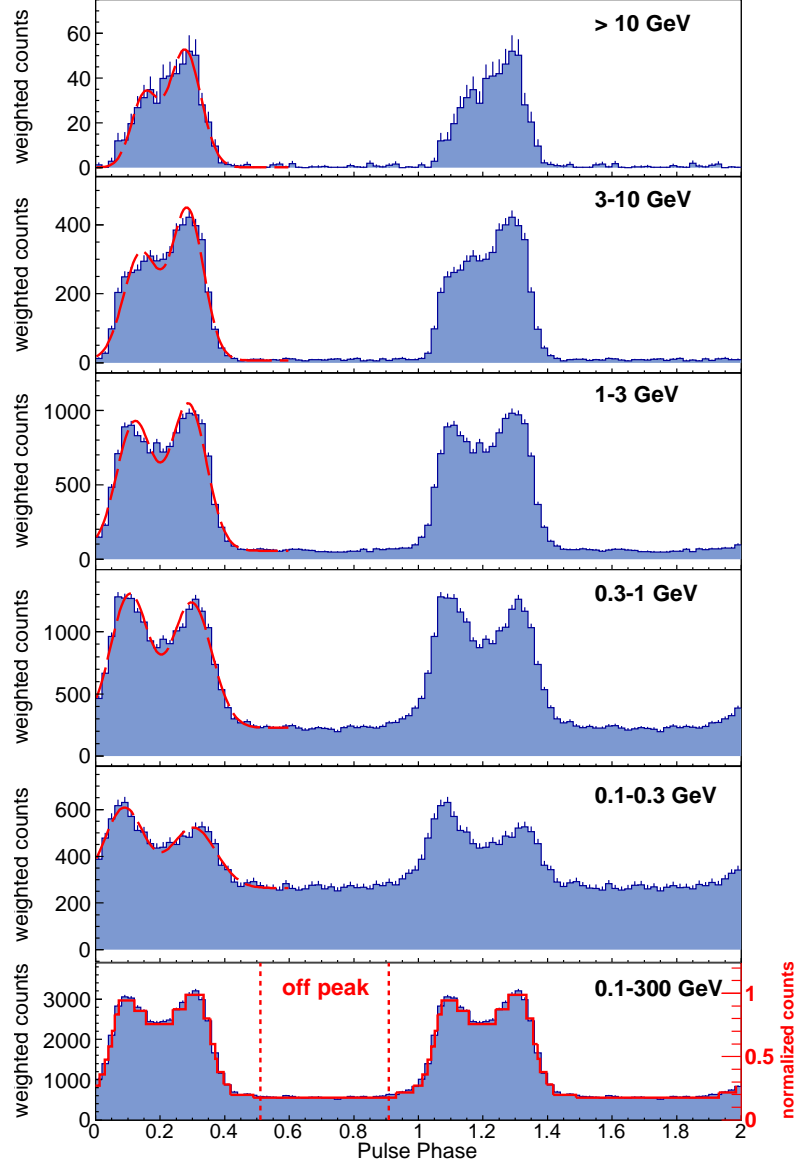 > 10 GeV
weighted counts
60
40
20
0
3-10 GeV
weighted counts
400
200
0
1-3 GeV
weighted counts
1000
500
0
0.3-1 GeV
weighted counts
1000
500
0
0.1-0.3 GeV
weighted counts
600
400
200
0
off peak
0.1-300 GeV
weighted counts
3000
2000
1000
0
1
0.5
0
normalized counts
0 0.2 0.4 0.6 0.8 1 1.2 1.4 1.6 1.8 2
Pulse Phase